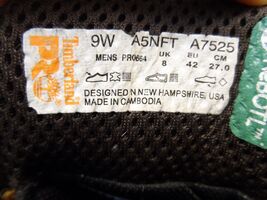 Timberland
PRO
9W A5NFT A7525
UK EU CM
MENS PR0664 8 42 27.0
DESIGNED IN NEW HAMPSHIRE, USA
MADE IN CAMBODIA